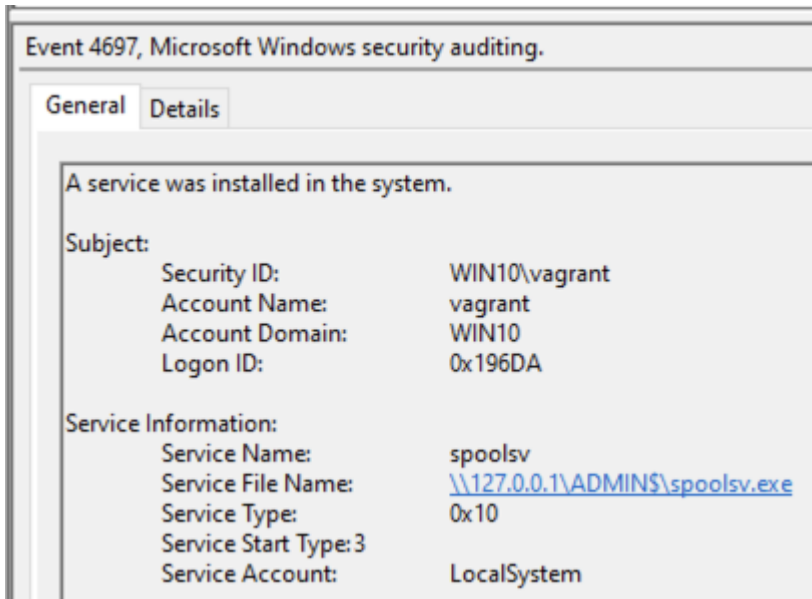 Event 4697, Microsoft Windows security auditing.
General Details
A service was installed in the system.
Subject:
Security ID: WIN10\vagrant
Account Name: vagrant
Account Domain: WIN10
Logon ID: 0x196DA
Service Information:
Service Name: spoolsv
Service File Name: \\127.0.0.1\ADMIN$\spoolsv.exe
Service Type: 0x10
Service Start Type: 3
Service Account: LocalSystem